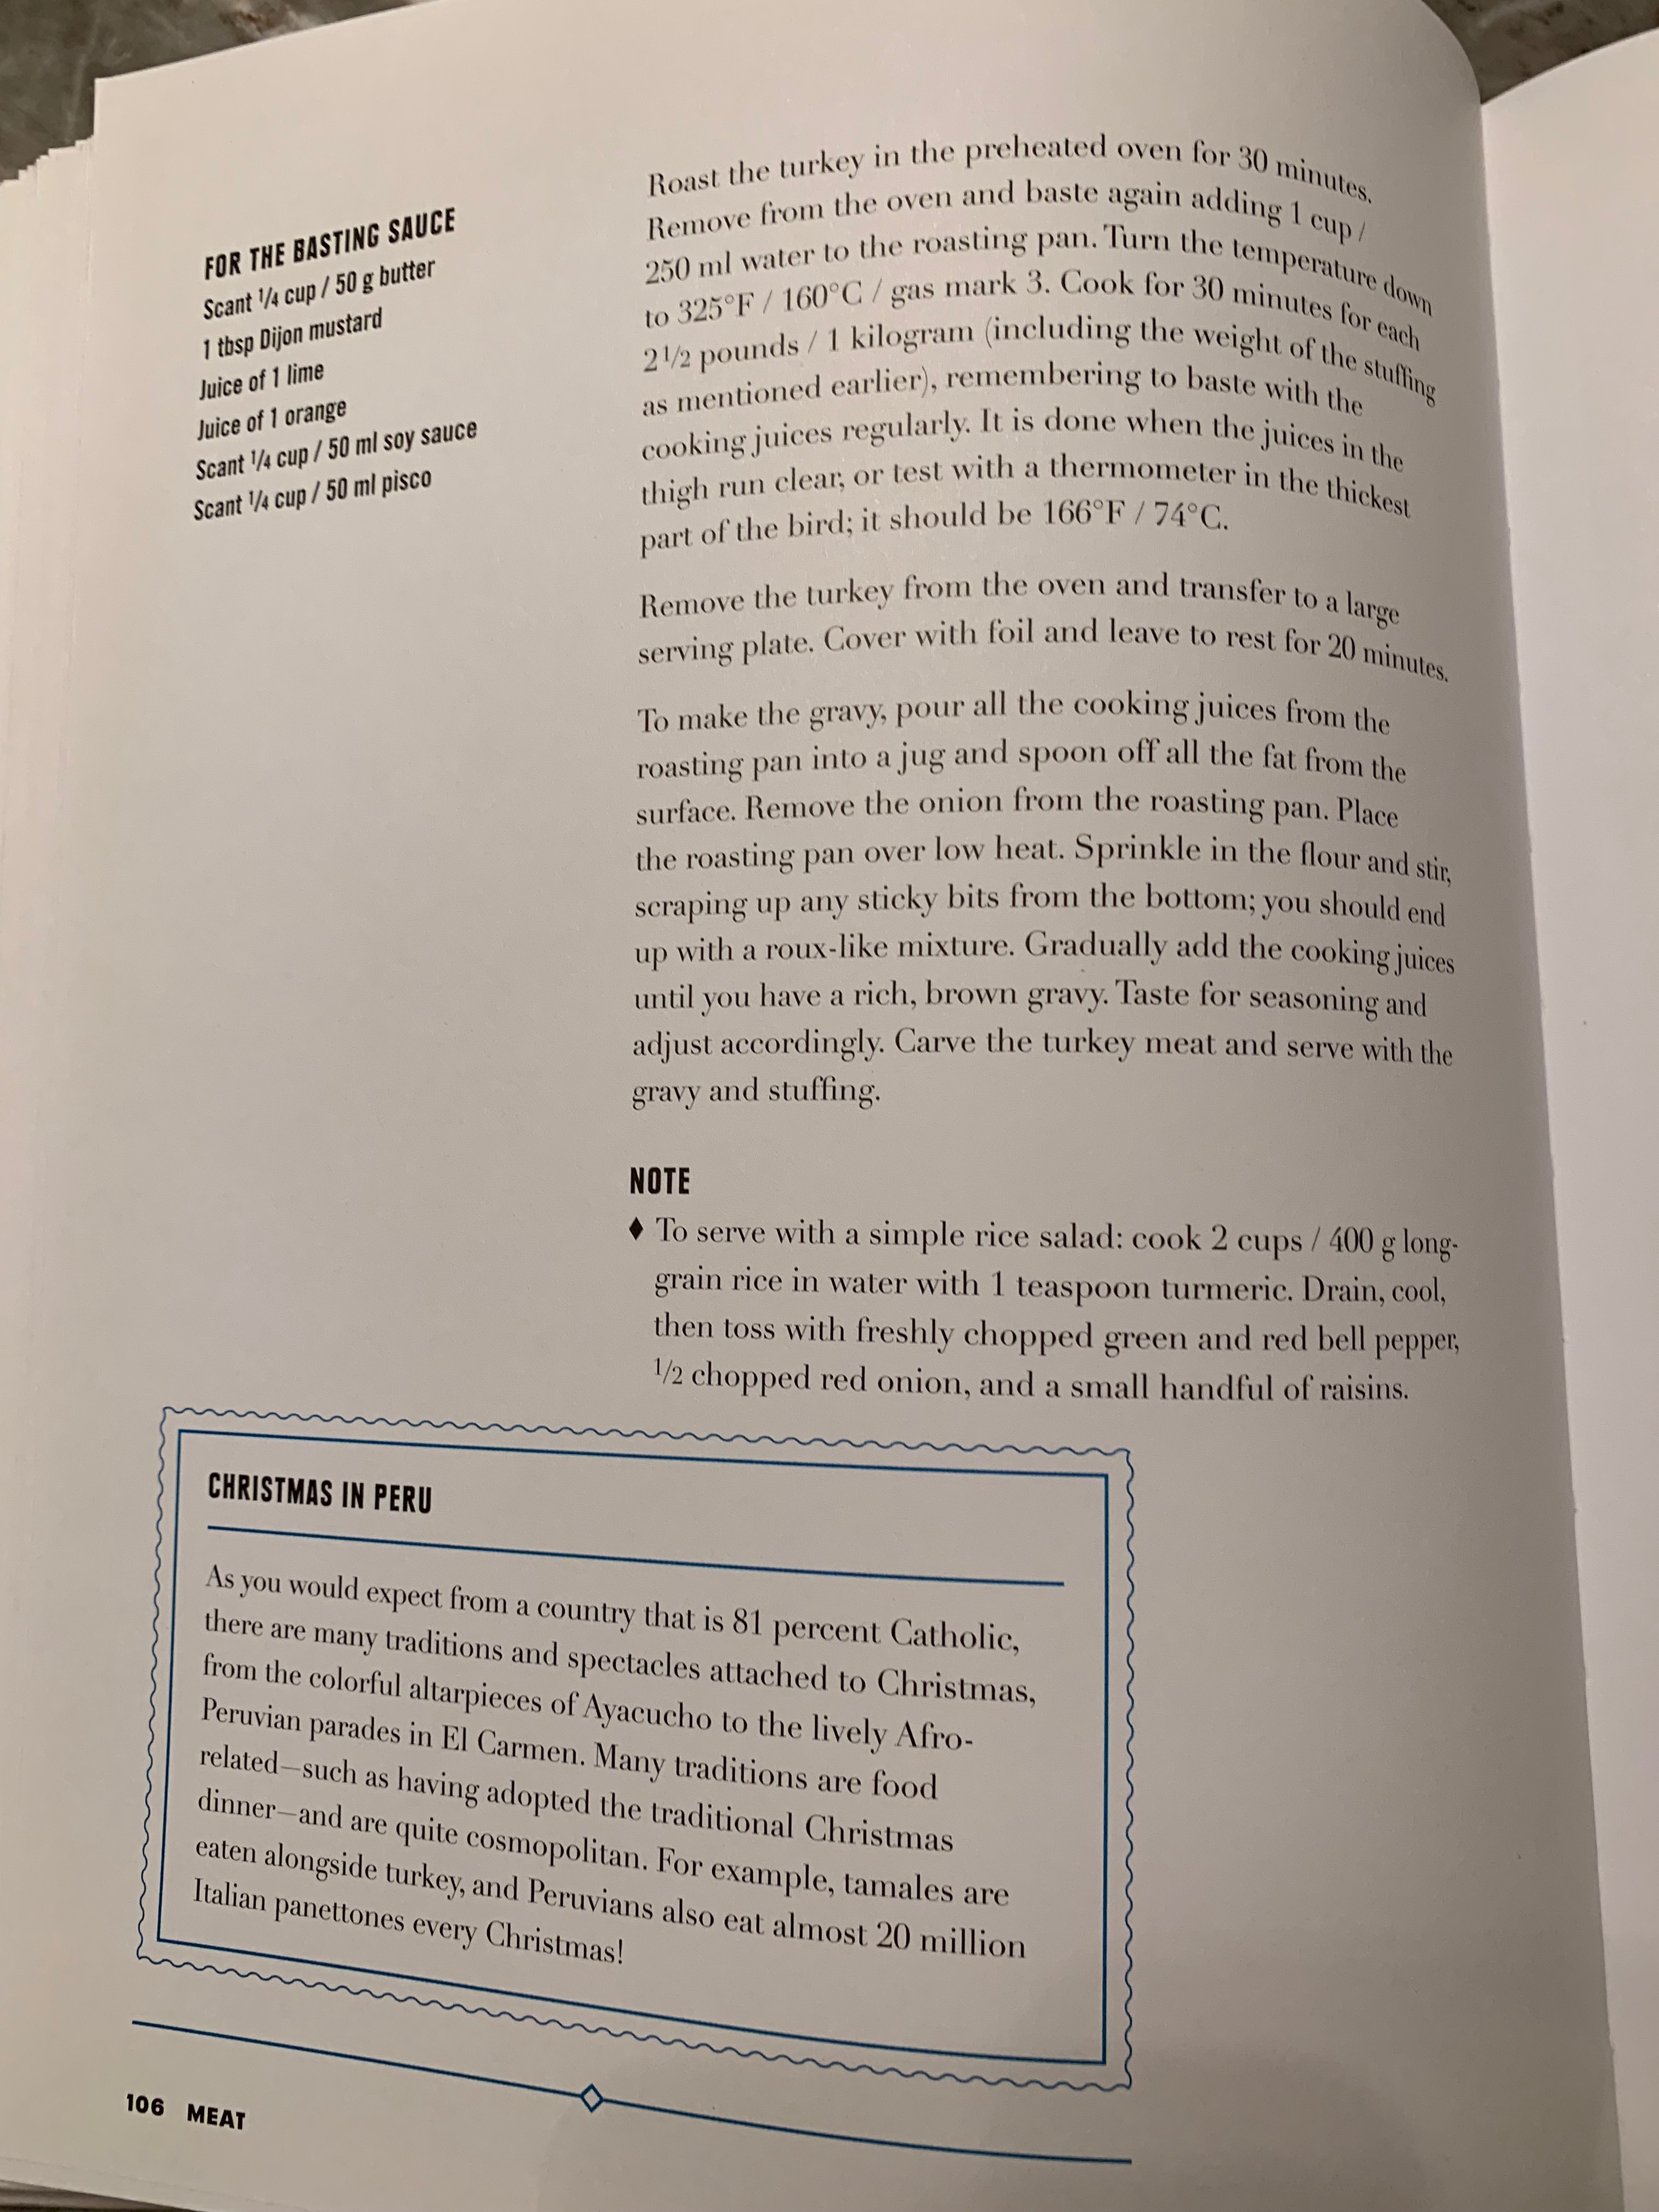 FOR THE BASTING SAUCE
Scant 1/4 cup / 50 g butter
1 tbsp Dijon mustard
Juice of 1 lime
Juice of 1 orange
Scant 1/4 cup / 50 ml soy sauce
Scant 1/4 cup / 50 ml pisco
Roast the turkey in the preheated oven for 30 minutes.
Remove from the oven and baste again adding 1 cup /
250 ml water to the roasting pan. Turn the temperature down
to 325°F / 160°C / gas mark 3. Cook for 30 minutes for each
2 1/2 pounds / 1 kilogram (including the weight of the stuffing
as mentioned earlier), remembering to baste with the
cooking juices regularly. It is done when the juices in the
thigh run clear, or test with a thermometer in the thickest
part of the bird; it should be 166°F / 74°C.
Remove the turkey from the oven and transfer to a large
serving plate. Cover with foil and leave to rest for 20 minutes.
To make the gravy, pour all the cooking juices from the
roasting pan into a jug and spoon off all the fat from the
surface. Remove the onion from the roasting pan. Place
the roasting pan over low heat. Sprinkle in the flour and stir,
scraping up any sticky bits from the bottom; you should end
up with a roux-like mixture. Gradually add the cooking juices
until you have a rich, brown gravy. Taste for seasoning and
adjust accordingly. Carve the turkey meat and serve with the
gravy and stuffing.
NOTE
♦ To serve with a simple rice salad: cook 2 cups / 400 g long-
grain rice in water with 1 teaspoon turmeric. Drain, cool,
then toss with freshly chopped green and red bell pepper,
1/2 chopped red onion, and a small handful of raisins.
CHRISTMAS IN PERU
As you would expect from a country that is 81 percent Catholic,
there are many traditions and spectacles attached to Christmas,
from the colorful altarpieces of Ayacucho to the lively Afro-
Peruvian parades in El Carmen. Many traditions are food
related—such as having adopted the traditional Christmas
dinner—and are quite cosmopolitan. For example, tamales are
eaten alongside turkey, and Peruvians also eat almost 20 million
Italian panettones every Christmas!
106 MEAT